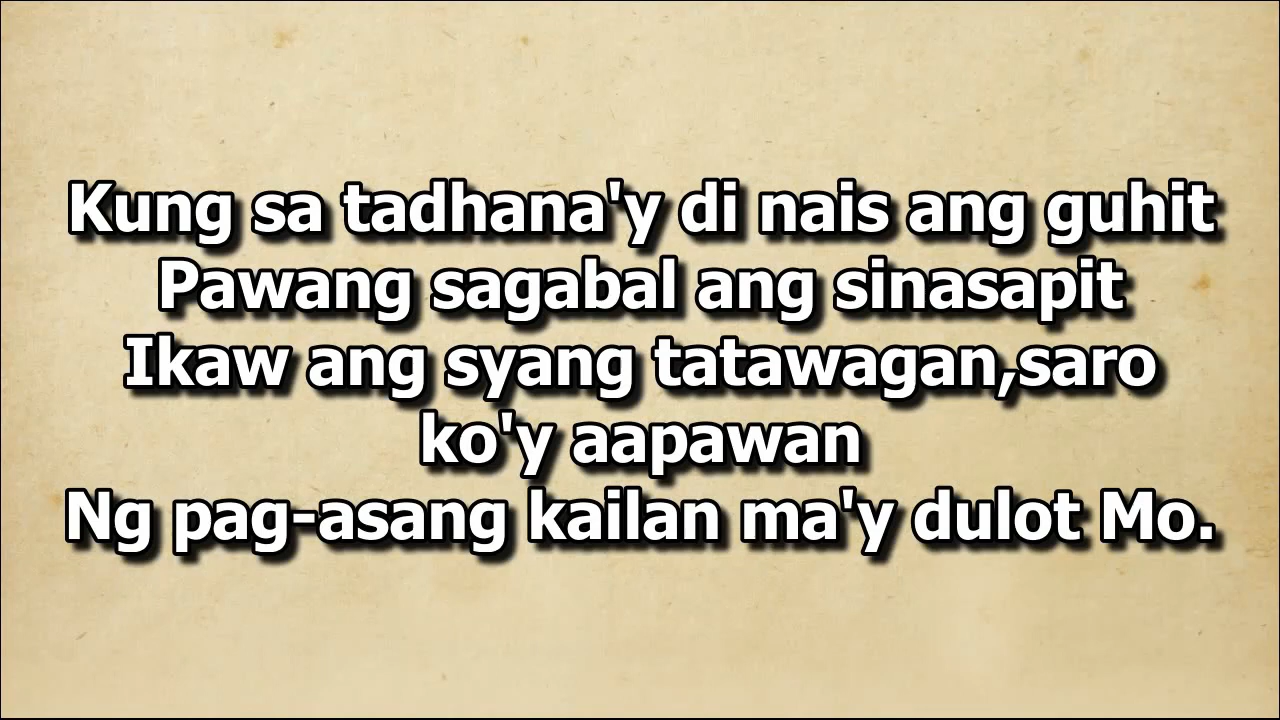 Kung sa tadhana'y di nais ang guhit
Pawang sagabal ang sinasapit
Ikaw ang syang tatawagan,saro
ko'y aapawan
Ng pag-asang kailan ma'y dulot Mo.